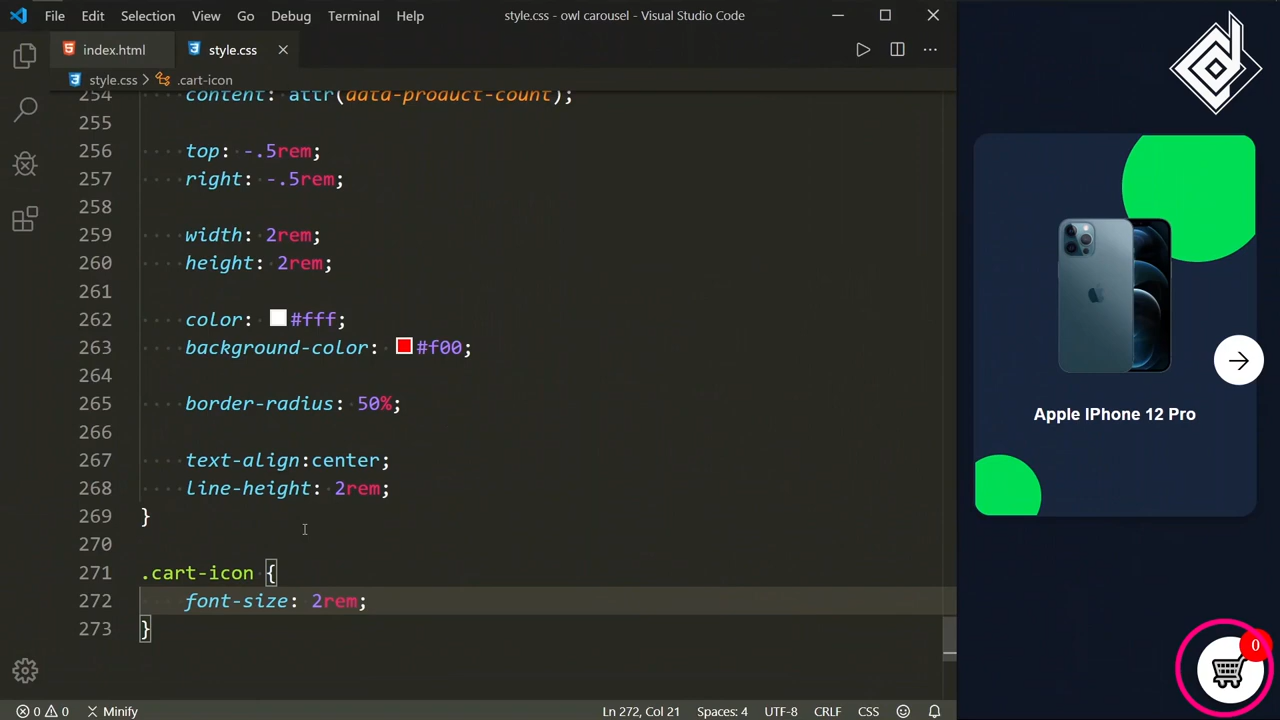 File Edit Selection View Go Debug Terminal Help
style.css - owl carousel - Visual Studio Code
index.html style.css
style.css > .cart-icon
254 content: attr(data-product-count);
255
256 top: -.5rem;
257 right: -.5rem;
258
259 width: 2rem;
260 height: 2rem;
261
262 color: #fff;
263 background-color: #f00;
264
265 border-radius: 50%;
266
267 text-align:center;
268 line-height: 2rem;
269 }
270
271 .cart-icon {
272 font-size: 2rem;
273 }
0 0 Minify
Ln 272, Col 21 Spaces: 4 UTF-8 CRLF CSS
Apple IPhone 12 Pro
0